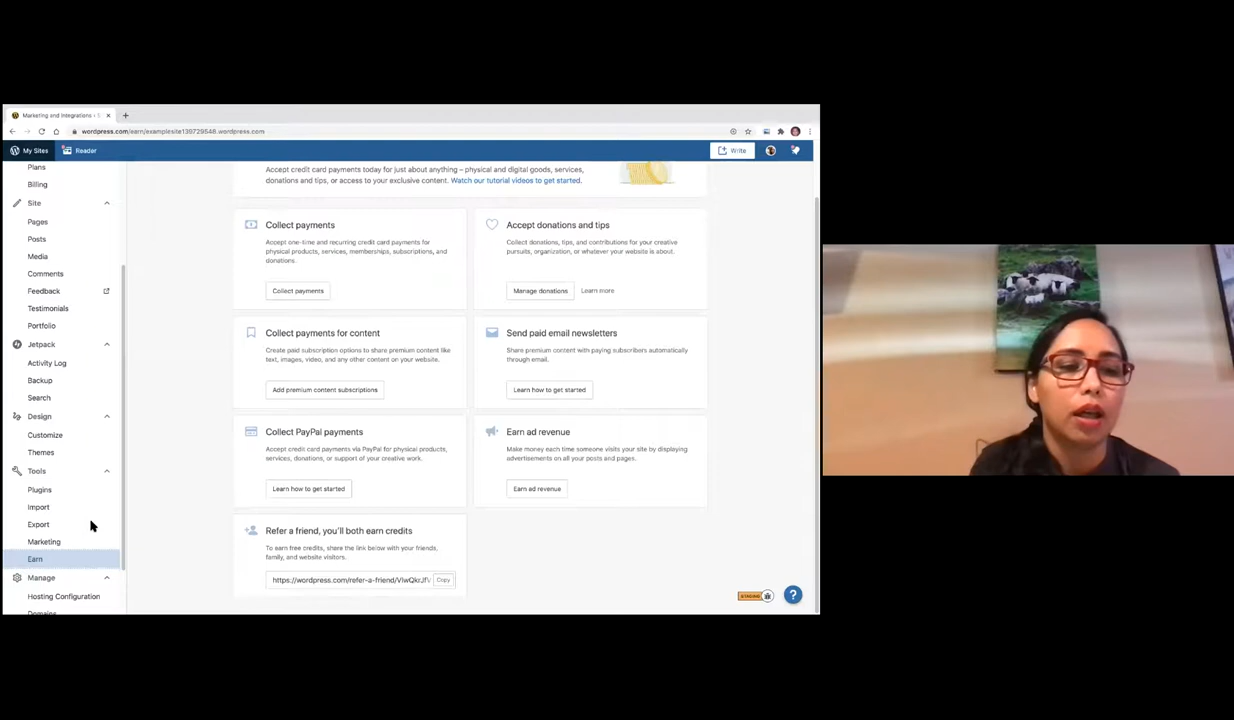 Marketing and Integrations
wordpress.com/earn/examplesite139729548.wordpress.com
My Sites
Reader
Write
Plans
Billing
Site
Pages
Posts
Media
Comments
Feedback
Testimonials
Portfolio
Jetpack
Activity Log
Backup
Search
Design
Customize
Themes
Tools
Plugins
Import
Export
Marketing
Earn
Manage
Hosting Configuration
Domains
Accept credit card payments today for just about anything – physical and digital goods, services,
donations and tips, or access to your exclusive content. Watch our tutorial videos to get started.
Collect payments
Accept one-time and recurring credit card payments for
physical products, services, memberships, subscriptions, and
donations.
Collect payments
Accept donations and tips
Collect donations, tips, and contributions for your creative
pursuits, organization, or whatever your website is about.
Manage donations
Learn more
Collect payments for content
Create paid subscription options to share premium content like
text, images, video, and any other content on your website.
Add premium content subscriptions
Send paid email newsletters
Share premium content with paying subscribers automatically
through email.
Learn how to get started
Collect PayPal payments
Accept credit card payments via PayPal for physical products,
services, donations, or support of your creative work.
Learn how to get started
Earn ad revenue
Make money each time someone visits your site by displaying
advertisements on all your posts and pages.
Earn ad revenue
Refer a friend, you'll both earn credits
To earn free credits, share the link below with your friends,
family, and website visitors.
https://wordpress.com/refer-a-friend/
Copy
STAGING
?